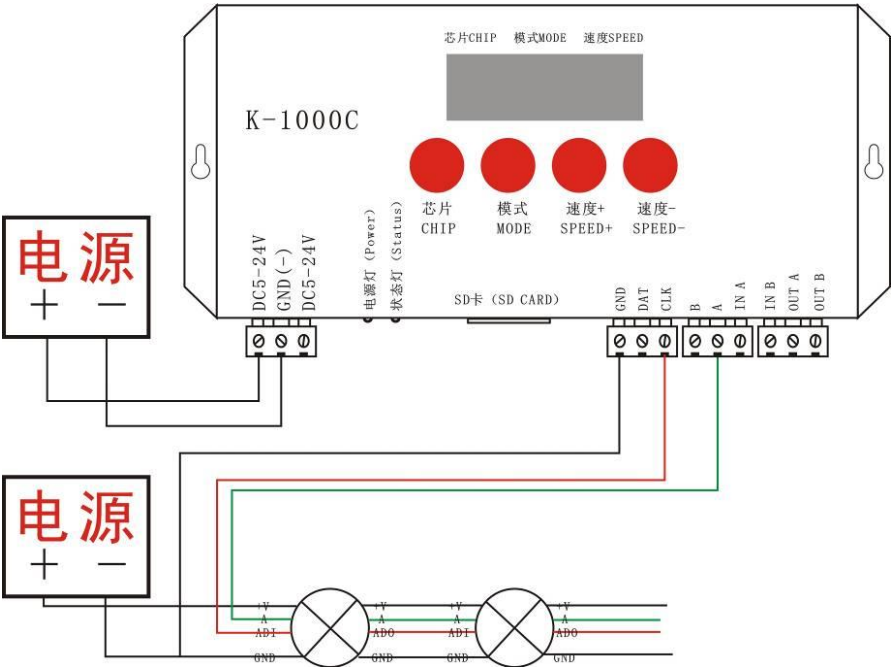 芯片CHIP 模式MODE 速度SPEED
K-1000C
芯片 模式 速度+ 速度-
CHIP MODE SPEED+ SPEED-
电源
+ −
DC5-24V
GND(-)
DC5-24V
电源灯 (Power)
状态灯 (Status)
SD卡 (SD CARD)
GND
DAT
CLK
B
A
IN A
IN B
OUT A
OUT B
电源
+ −
+V +V +V +V
A A A A
ADI ADO ADI ADO
GND GND GND GND